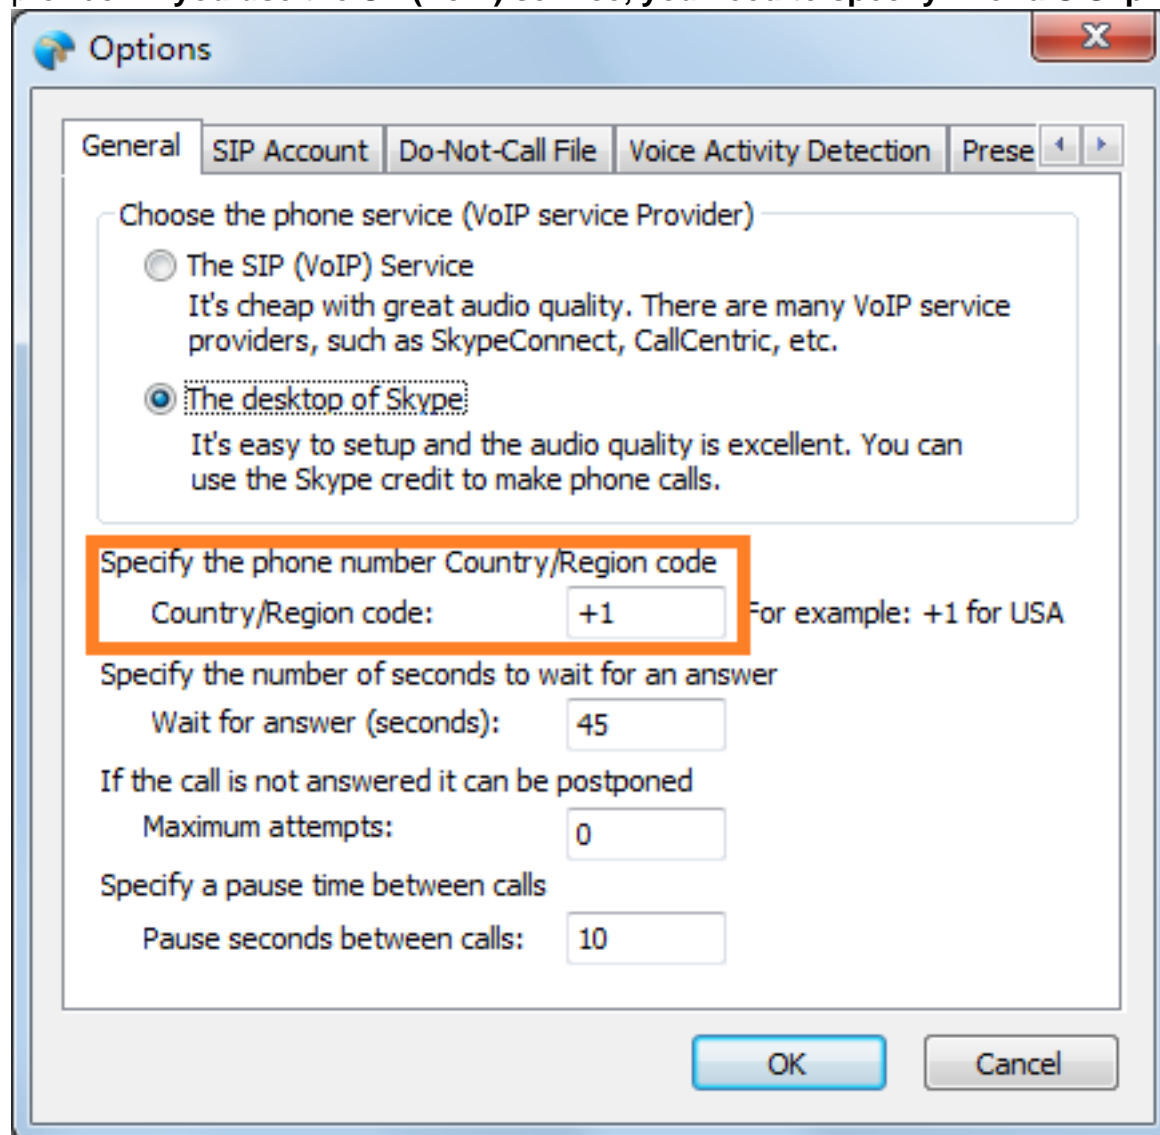 Options
General SIP Account Do-Not-Call File Voice Activity Detection Prese
Choose the phone service (VoIP service Provider)
The SIP (VoIP) Service
It's cheap with great audio quality. There are many VoIP service
providers, such as SkypeConnect, CallCentric, etc.
The desktop of Skype
It's easy to setup and the audio quality is excellent. You can
use the Skype credit to make phone calls.
Specify the phone number Country/Region code
Country/Region code: +1 For example: +1 for USA
Specify the number of seconds to wait for an answer
Wait for answer (seconds): 45
If the call is not answered it can be postponed
Maximum attempts: 0
Specify a pause time between calls
Pause seconds between calls: 10
OK Cancel